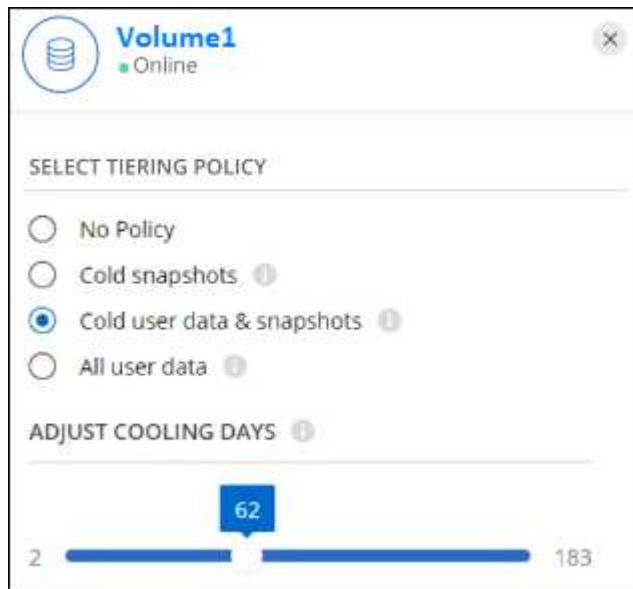 Volume1
Online
SELECT TIERING POLICY
No Policy
Cold snapshots
Cold user data & snapshots
All user data
ADJUST COOLING DAYS
62
2 183